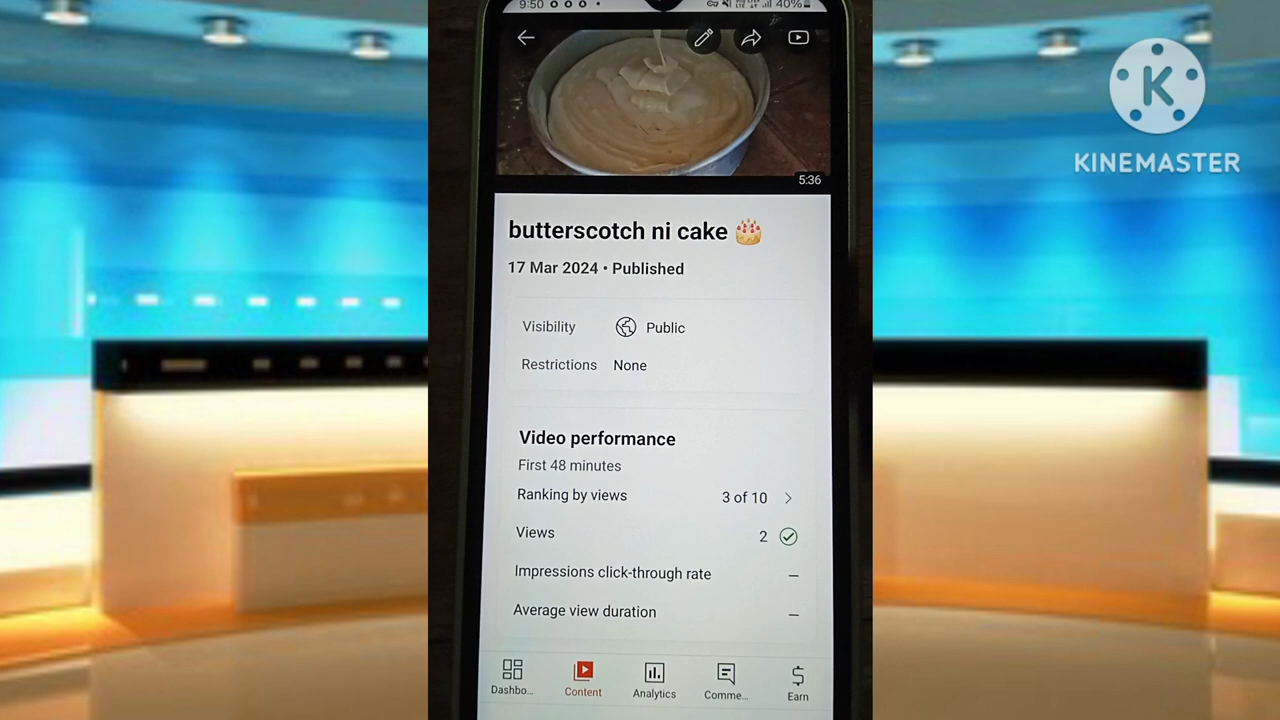 9:50
40%
5:36
butterscotch ni cake 🎂
17 Mar 2024 • Published
Visibility Public
Restrictions None
Video performance
First 48 minutes
Ranking by views 3 of 10
Views 2
Impressions click-through rate –
Average view duration –
Dashbo... Content Analytics Comme... Earn
K
KINEMASTER